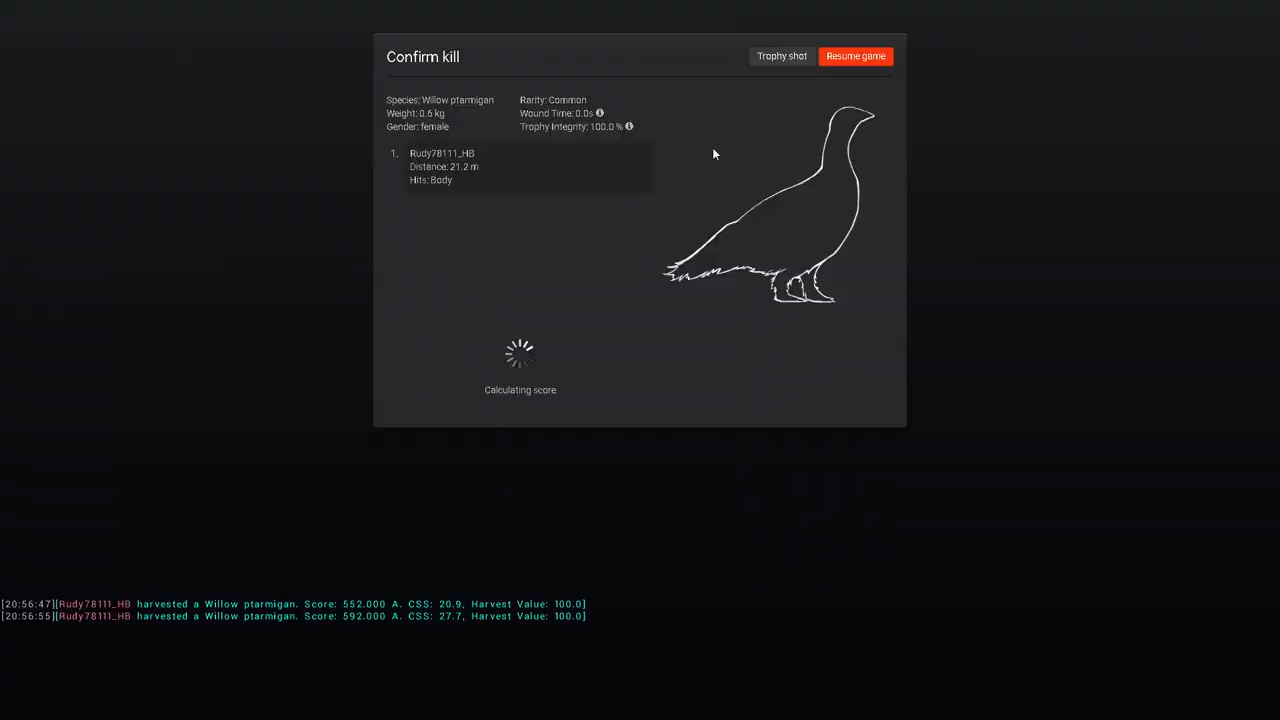 Confirm kill
Trophy shot
Resume game
Species: Willow ptarmigan
Rarity: Common
Weight: 0.6 kg
Wound Time: 0.0s
Gender: female
Trophy Integrity: 100.0 %
1. Rudy78111_HB
Distance: 21.2 m
Hits: Body
Calculating score
[20:56:47][Rudy78111_HB harvested a Willow ptarmigan. Score: 552.000 A. CSS: 20.9, Harvest Value: 100.0]
[20:56:55][Rudy78111_HB harvested a Willow ptarmigan. Score: 592.000 A. CSS: 27.7, Harvest Value: 100.0]